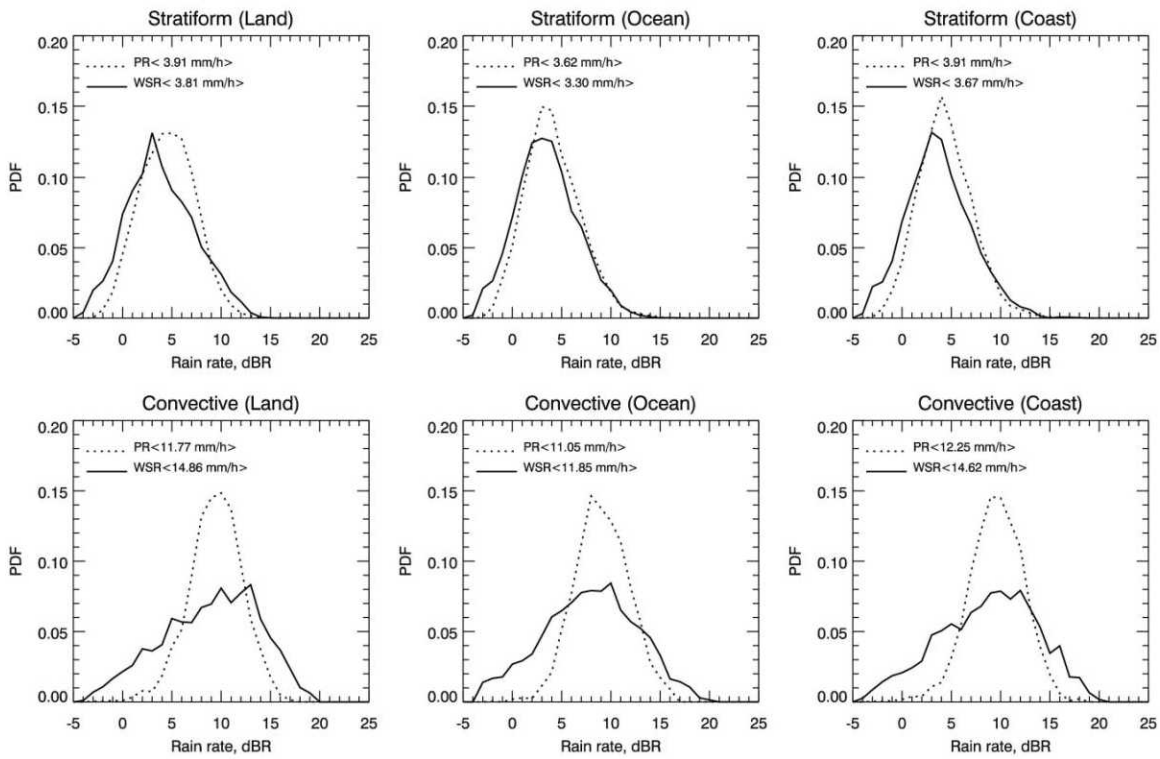 Stratiform (Land)
0.20
0.15
0.10
0.05
0.00
PDF
PR< 3.91 mm/h>
WSR< 3.81 mm/h>
-5 0 5 10 15 20 25
Rain rate, dBR
Stratiform (Ocean)
0.20
0.15
0.10
0.05
0.00
PDF
PR< 3.62 mm/h>
WSR< 3.30 mm/h>
-5 0 5 10 15 20 25
Rain rate, dBR
Stratiform (Coast)
0.20
0.15
0.10
0.05
0.00
PDF
PR< 3.91 mm/h>
WSR< 3.67 mm/h>
-5 0 5 10 15 20 25
Rain rate, dBR
Convective (Land)
0.20
0.15
0.10
0.05
0.00
PDF
PR<11.77 mm/h>
WSR<14.86 mm/h>
-5 0 5 10 15 20 25
Rain rate, dBR
Convective (Ocean)
0.20
0.15
0.10
0.05
0.00
PDF
PR<11.05 mm/h>
WSR<11.85 mm/h>
-5 0 5 10 15 20 25
Rain rate, dBR
Convective (Coast)
0.20
0.15
0.10
0.05
0.00
PDF
PR<12.25 mm/h>
WSR<14.62 mm/h>
-5 0 5 10 15 20 25
Rain rate, dBR